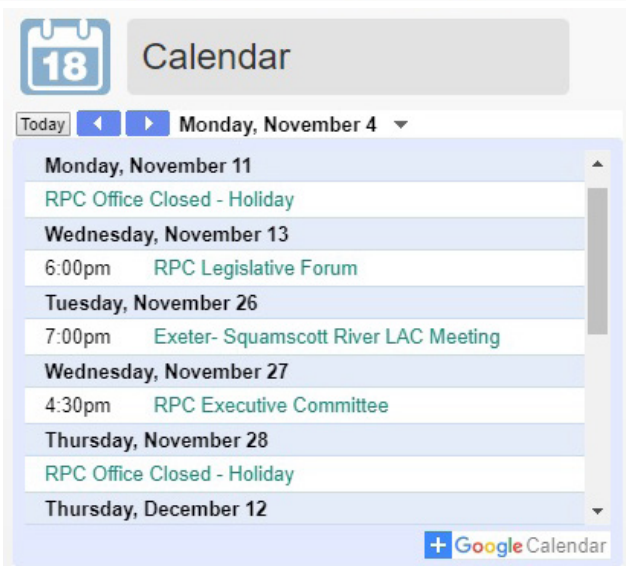 18
Calendar
Today Monday, November 4
Monday, November 11
RPC Office Closed - Holiday
Wednesday, November 13
6:00pm RPC Legislative Forum
Tuesday, November 26
7:00pm Exeter- Squamscott River LAC Meeting
Wednesday, November 27
4:30pm RPC Executive Committee
Thursday, November 28
RPC Office Closed - Holiday
Thursday, December 12
+ Google Calendar